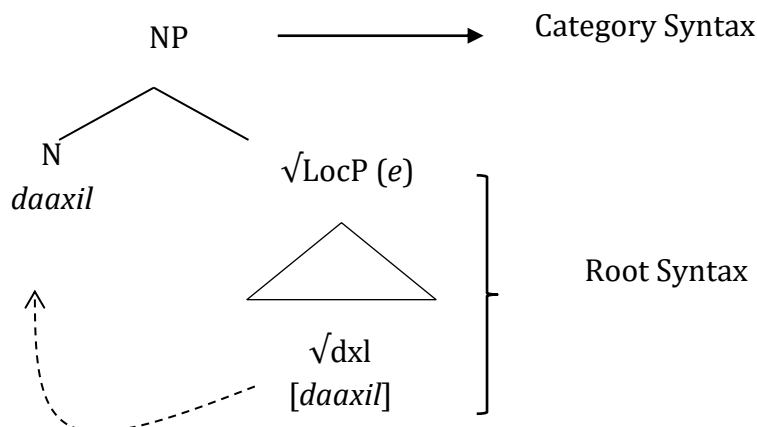 NP
Category Syntax
N
daaxil
√LocP (e)
Root Syntax
√dxl
[daaxil]